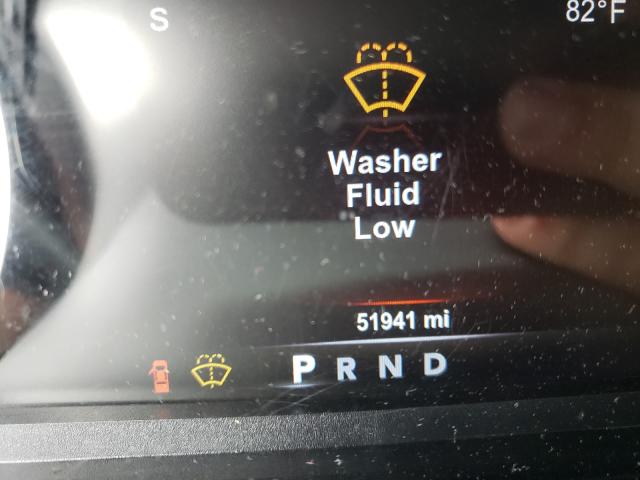 S
82°F
Washer
Fluid
Low
51941 mi
P R N D